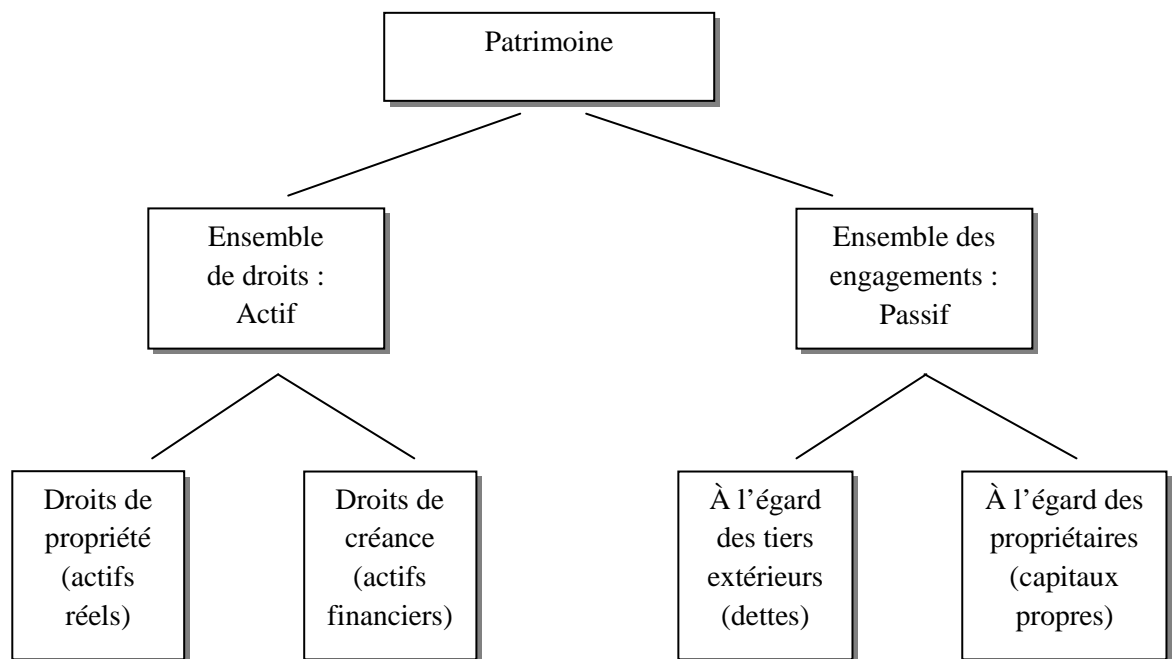 Patrimoine
Ensemble
de droits :
Actif
Ensemble des
engagements :
Passif
Droits de
propriété
(actifs
réels)
Droits de
créance
(actifs
financiers)
À l’égard
des tiers
extérieurs
(dettes)
À l’égard des
propriétaires
(capitaux
propres)